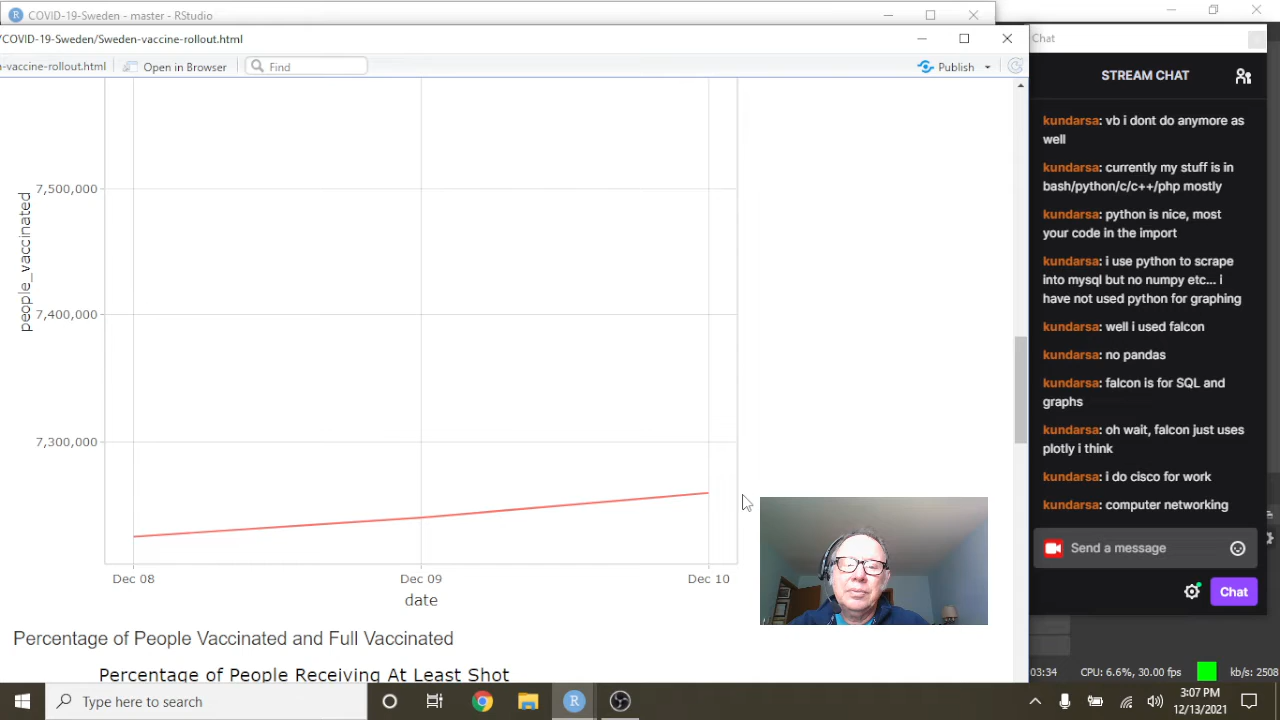 COVID-19-Sweden - master - RStudio
/COVID-19-Sweden/Sweden-vaccine-rollout.html
n-vaccine-rollout.html
Open in Browser
Find
Publish
7,500,000
7,400,000
7,300,000
people_vaccinated
Dec 08
Dec 09
Dec 10
date
Percentage of People Vaccinated and Full Vaccinated
Percentage of People Receiving At Least Shot
Chat
STREAM CHAT
kundarsa: vb i dont do anymore as
well
kundarsa: currently my stuff is in
bash/python/c/c++/php mostly
kundarsa: python is nice, most
your code in the import
kundarsa: i use python to scrape
into mysql but no numpy etc... i
have not used python for graphing
kundarsa: well i used falcon
kundarsa: no pandas
kundarsa: falcon is for SQL and
graphs
kundarsa: oh wait, falcon just uses
plotly i think
kundarsa: i do cisco for work
kundarsa: computer networking
Send a message
Chat
03:34
CPU: 6.6%, 30.00 fps
kb/s: 2508
Type here to search
3:07 PM
12/13/2021